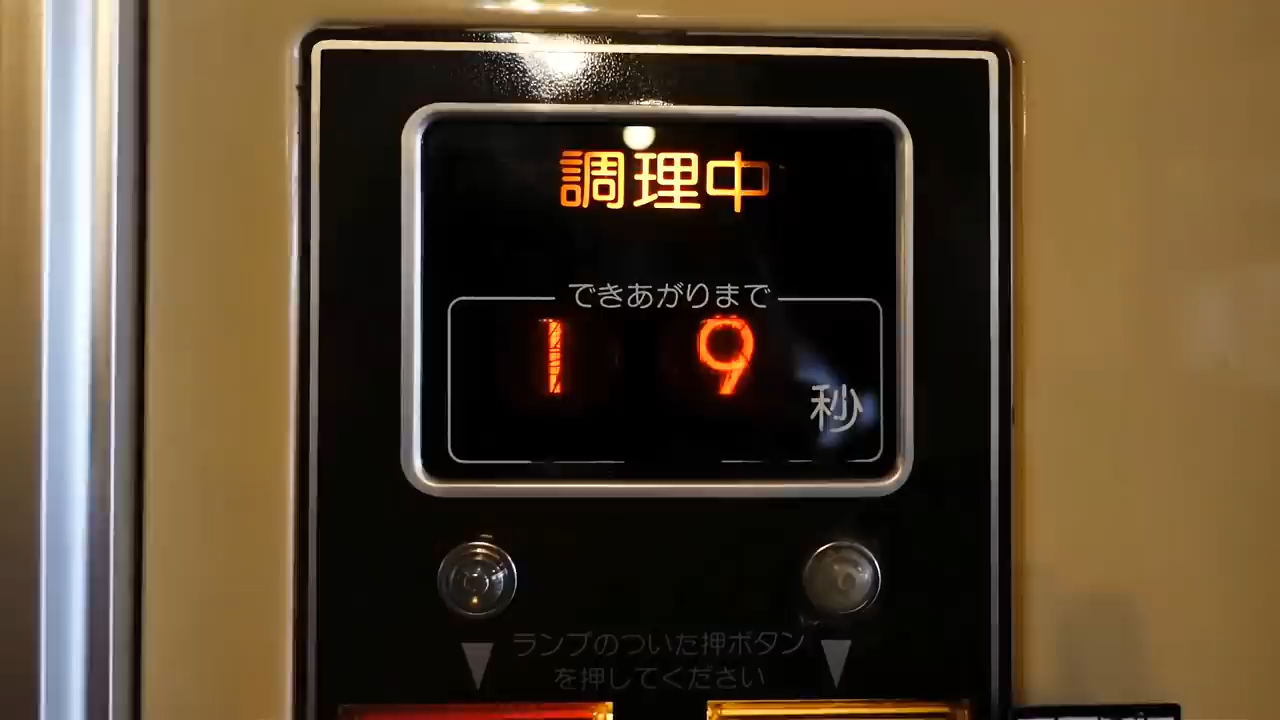 調理中
できあがりまで
19
秒
ランプのついた押ボタン
を押してください